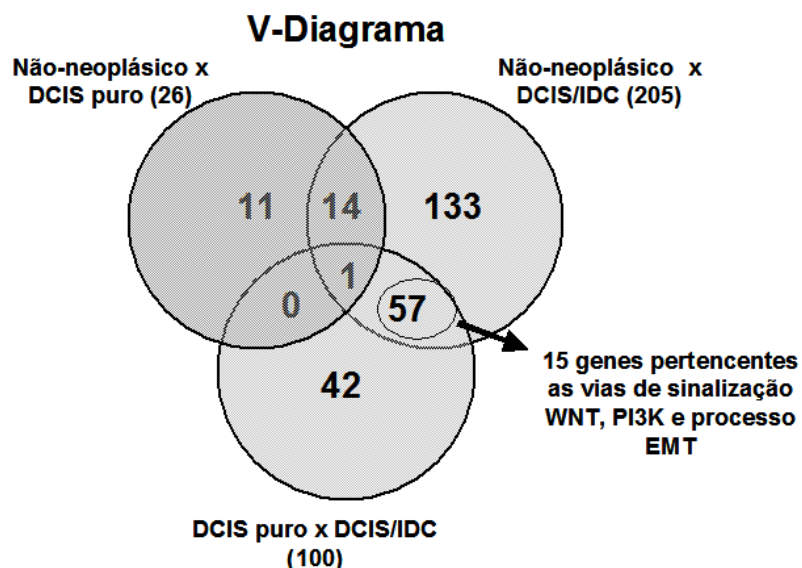 V-Diagrama
Não-neoplásico x
DCIS puro (26)
Não-neoplásico x
DCIS/IDC (205)
11
14
133
1
0
57
42
15 genes pertencentes
as vias de sinalização
WNT, PI3K e processo
EMT
DCIS puro x DCIS/IDC
(100)